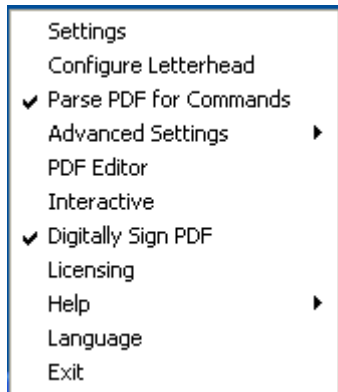 Settings
Configure Letterhead
Parse PDF for Commands
Advanced Settings
PDF Editor
Interactive
Digitally Sign PDF
Licensing
Help
Language
Exit